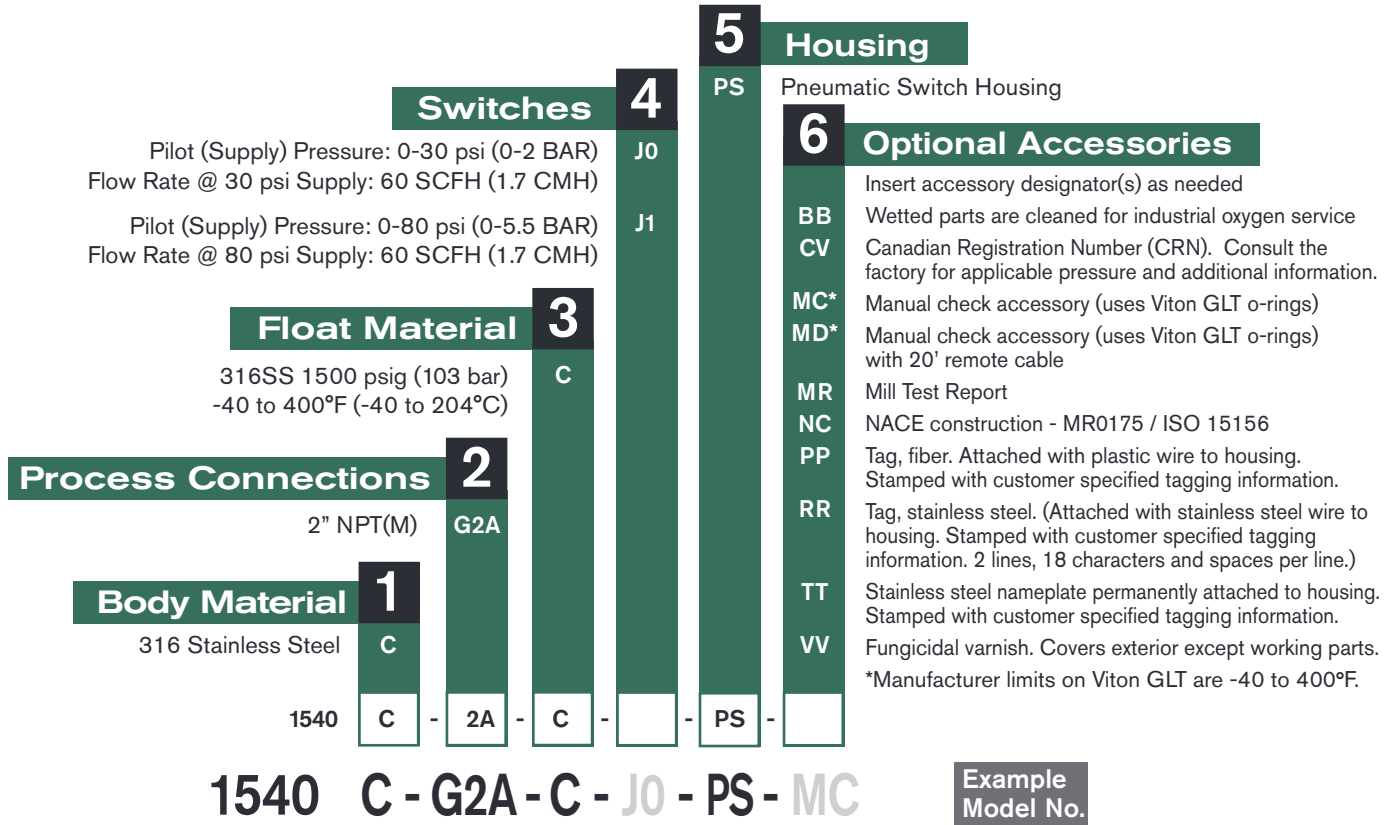 5 Housing
PS Pneumatic Switch Housing
4 Switches
Pilot (Supply) Pressure: 0-30 psi (0-2 BAR) J0
Flow Rate @ 30 psi Supply: 60 SCFH (1.7 CMH)
Pilot (Supply) Pressure: 0-80 psi (0-5.5 BAR) J1
Flow Rate @ 80 psi Supply: 60 SCFH (1.7 CMH)
6 Optional Accessories
Insert accessory designator(s) as needed
BB Wetted parts are cleaned for industrial oxygen service
CV Canadian Registration Number (CRN). Consult the
factory for applicable pressure and additional information.
MC* Manual check accessory (uses Viton GLT o-rings)
MD* Manual check accessory (uses Viton GLT o-rings)
with 20' remote cable
MR Mill Test Report
NC NACE construction - MR0175 / ISO 15156
PP Tag, fiber. Attached with plastic wire to housing.
Stamped with customer specified tagging information.
RR Tag, stainless steel. (Attached with stainless steel wire to
housing. Stamped with customer specified tagging
information. 2 lines, 18 characters and spaces per line.)
TT Stainless steel nameplate permanently attached to housing.
Stamped with customer specified tagging information.
VV Fungicidal varnish. Covers exterior except working parts.
*Manufacturer limits on Viton GLT are -40 to 400°F.
Float Material 3
316SS 1500 psig (103 bar) C
-40 to 400°F (-40 to 204°C)
Process Connections 2
2” NPT(M) G2A
Body Material 1
316 Stainless Steel C
1540 C - 2A - C - - PS -
1540 C - G2A - C - J0 - PS - MC
Example
Model No.